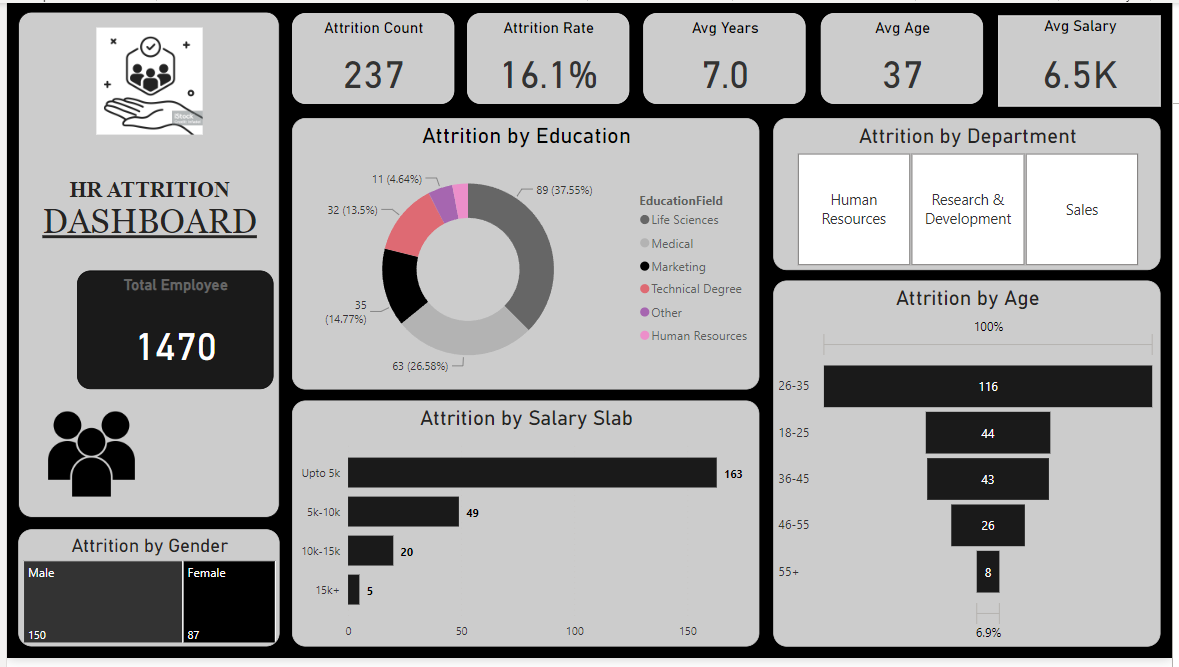 iStock
HR ATTRITION
DASHBOARD
Total Employee
1470
Attrition by Gender
Male
150
Female
87
Attrition Count
237
Attrition Rate
16.1%
Avg Years
7.0
Avg Age
37
Avg Salary
6.5K
Attrition by Education
11 (4.64%)
32 (13.5%)
35
(14.77%)
63 (26.58%)
89 (37.55%)
EducationField
Life Sciences
Medical
Marketing
Technical Degree
Other
Human Resources
Attrition by Salary Slab
Upto 5k
163
5k-10k
49
10k-15k
20
15k+
5
0
50
100
150
Attrition by Department
Human
Resources
Research &
Development
Sales
Attrition by Age
100%
26-35
116
18-25
44
36-45
43
46-55
26
55+
8
6.9%